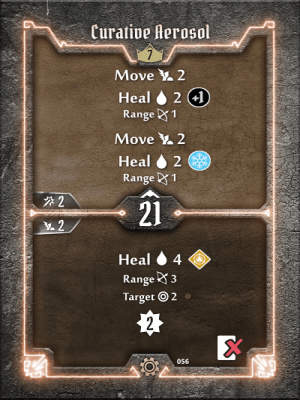 Curative Aerosol
7
Move 2
Heal 2 +1
Range 1
Move 2
Heal 2
Range 1
2
21
2
Heal 4
Range 3
Target 2
2
056